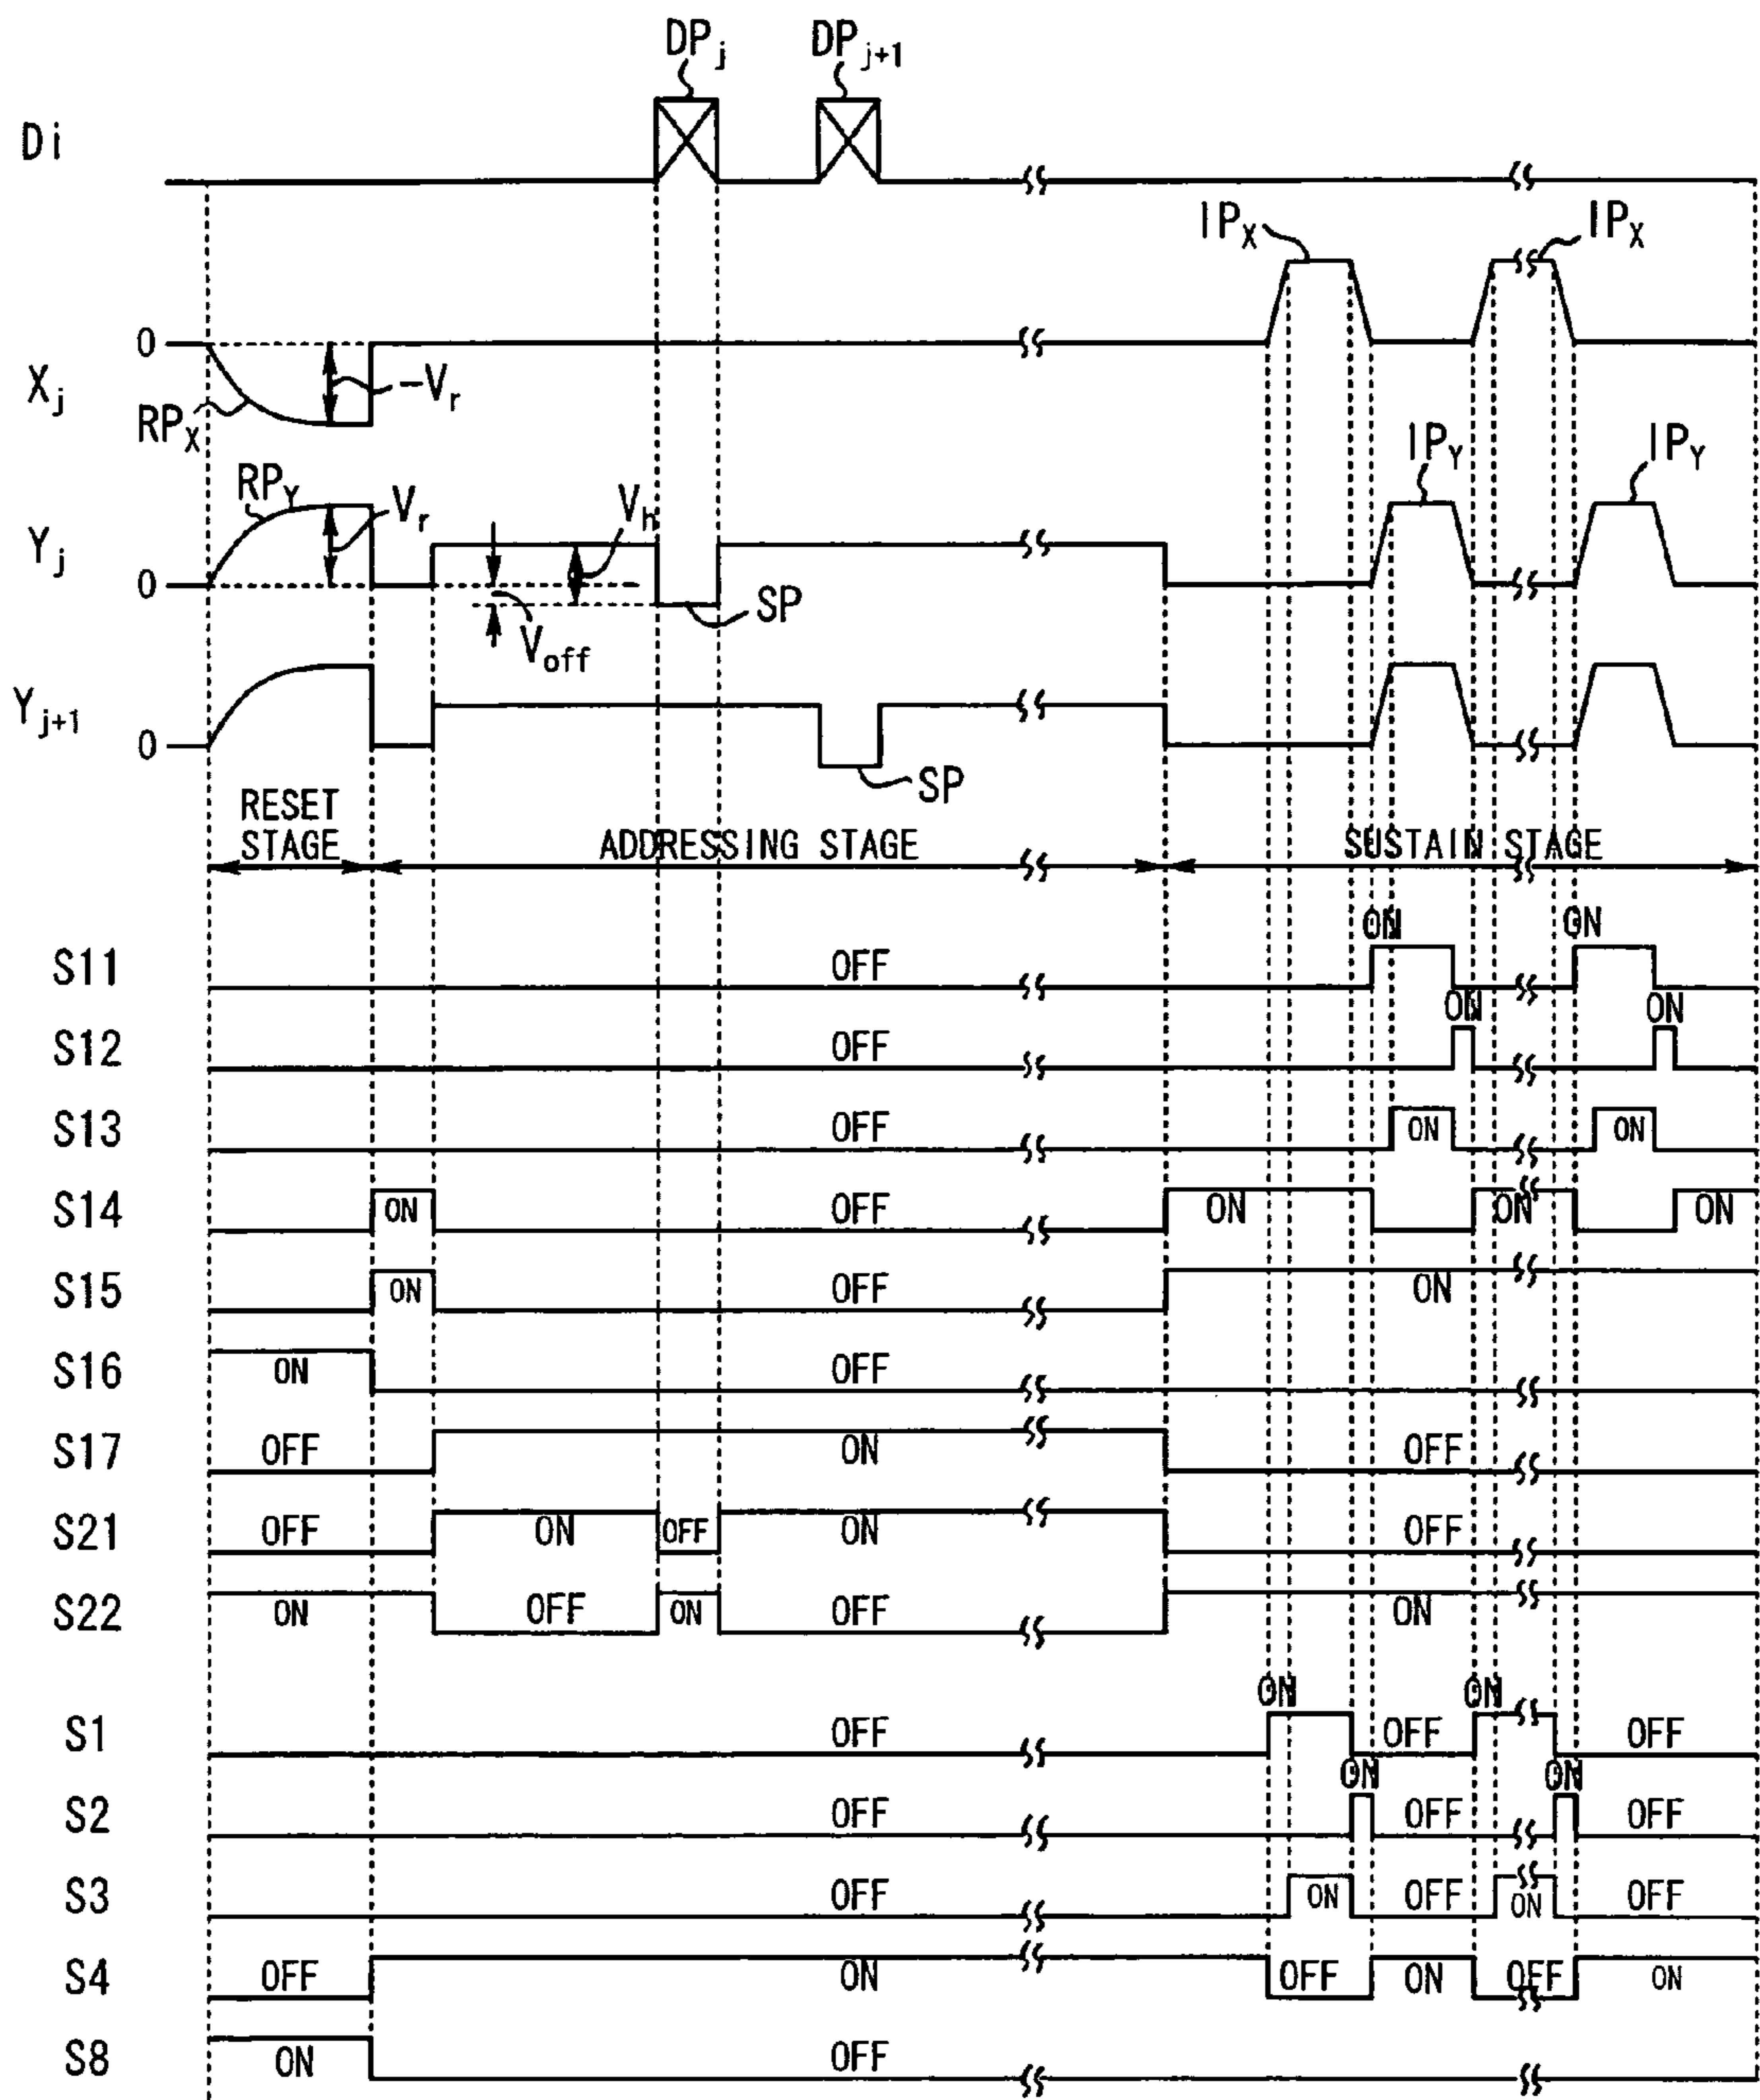 DPj DPj+1
Di
IPX IPX
0
Xj
RPX -Vr
IPY IPY
RPY Vr Vh
Yj
0
SP
Voff
Yj+1
0
SP
RESET STAGE ADDRESSING STAGE SUSTAIN STAGE
S11 OFF ON ON
S12 OFF ON ON
S13 OFF ON ON
S14 ON OFF ON ON ON
S15 ON OFF ON
S16 ON OFF
S17 OFF ON OFF
S21 OFF ON OFF ON OFF
S22 ON OFF ON OFF ON
S1 OFF ON OFF ON OFF
S2 OFF ON OFF ON OFF
S3 OFF ON OFF ON OFF
S4 OFF ON OFF ON OFF ON
S8 ON OFF